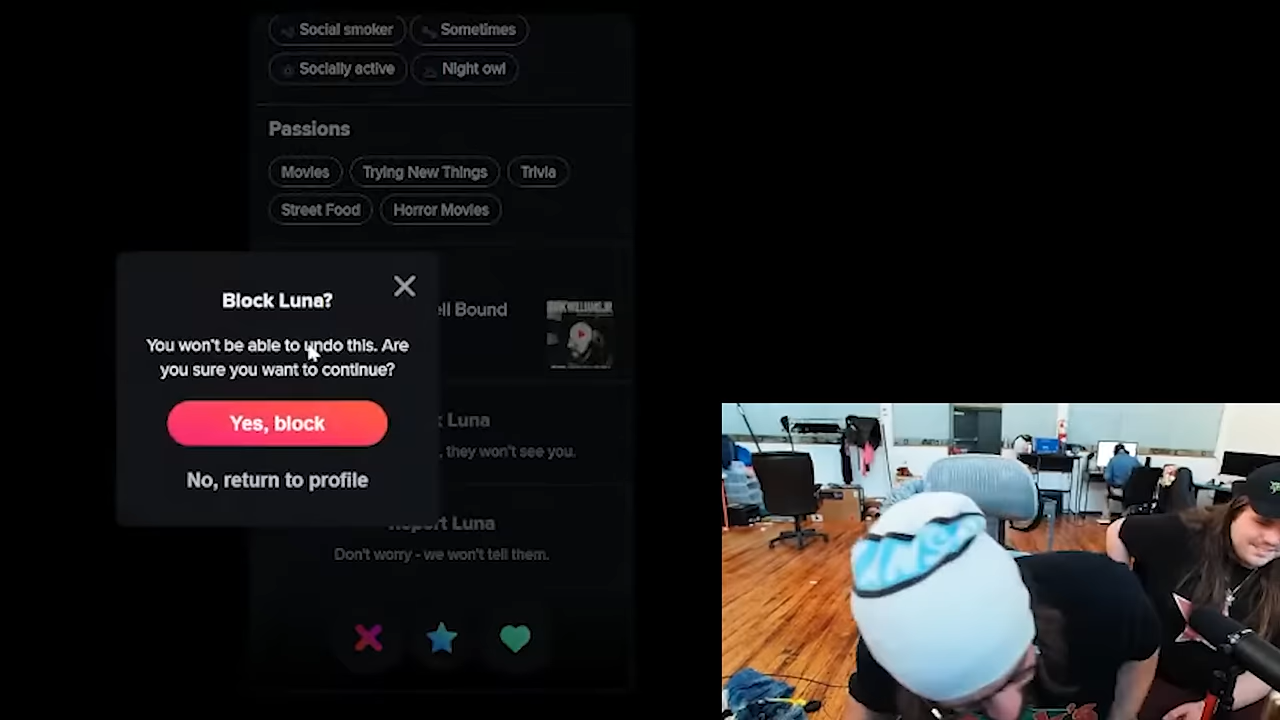 Social smoker
Sometimes
Socially active
Night owl
Passions
Movies
Trying New Things
Trivia
Street Food
Horror Movies
Block Luna?
ell Bound
You won't be able to undo this. Are
you sure you want to continue?
Yes, block
k Luna
, they won't see you.
No, return to profile
Report Luna
Don't worry - we won't tell them.